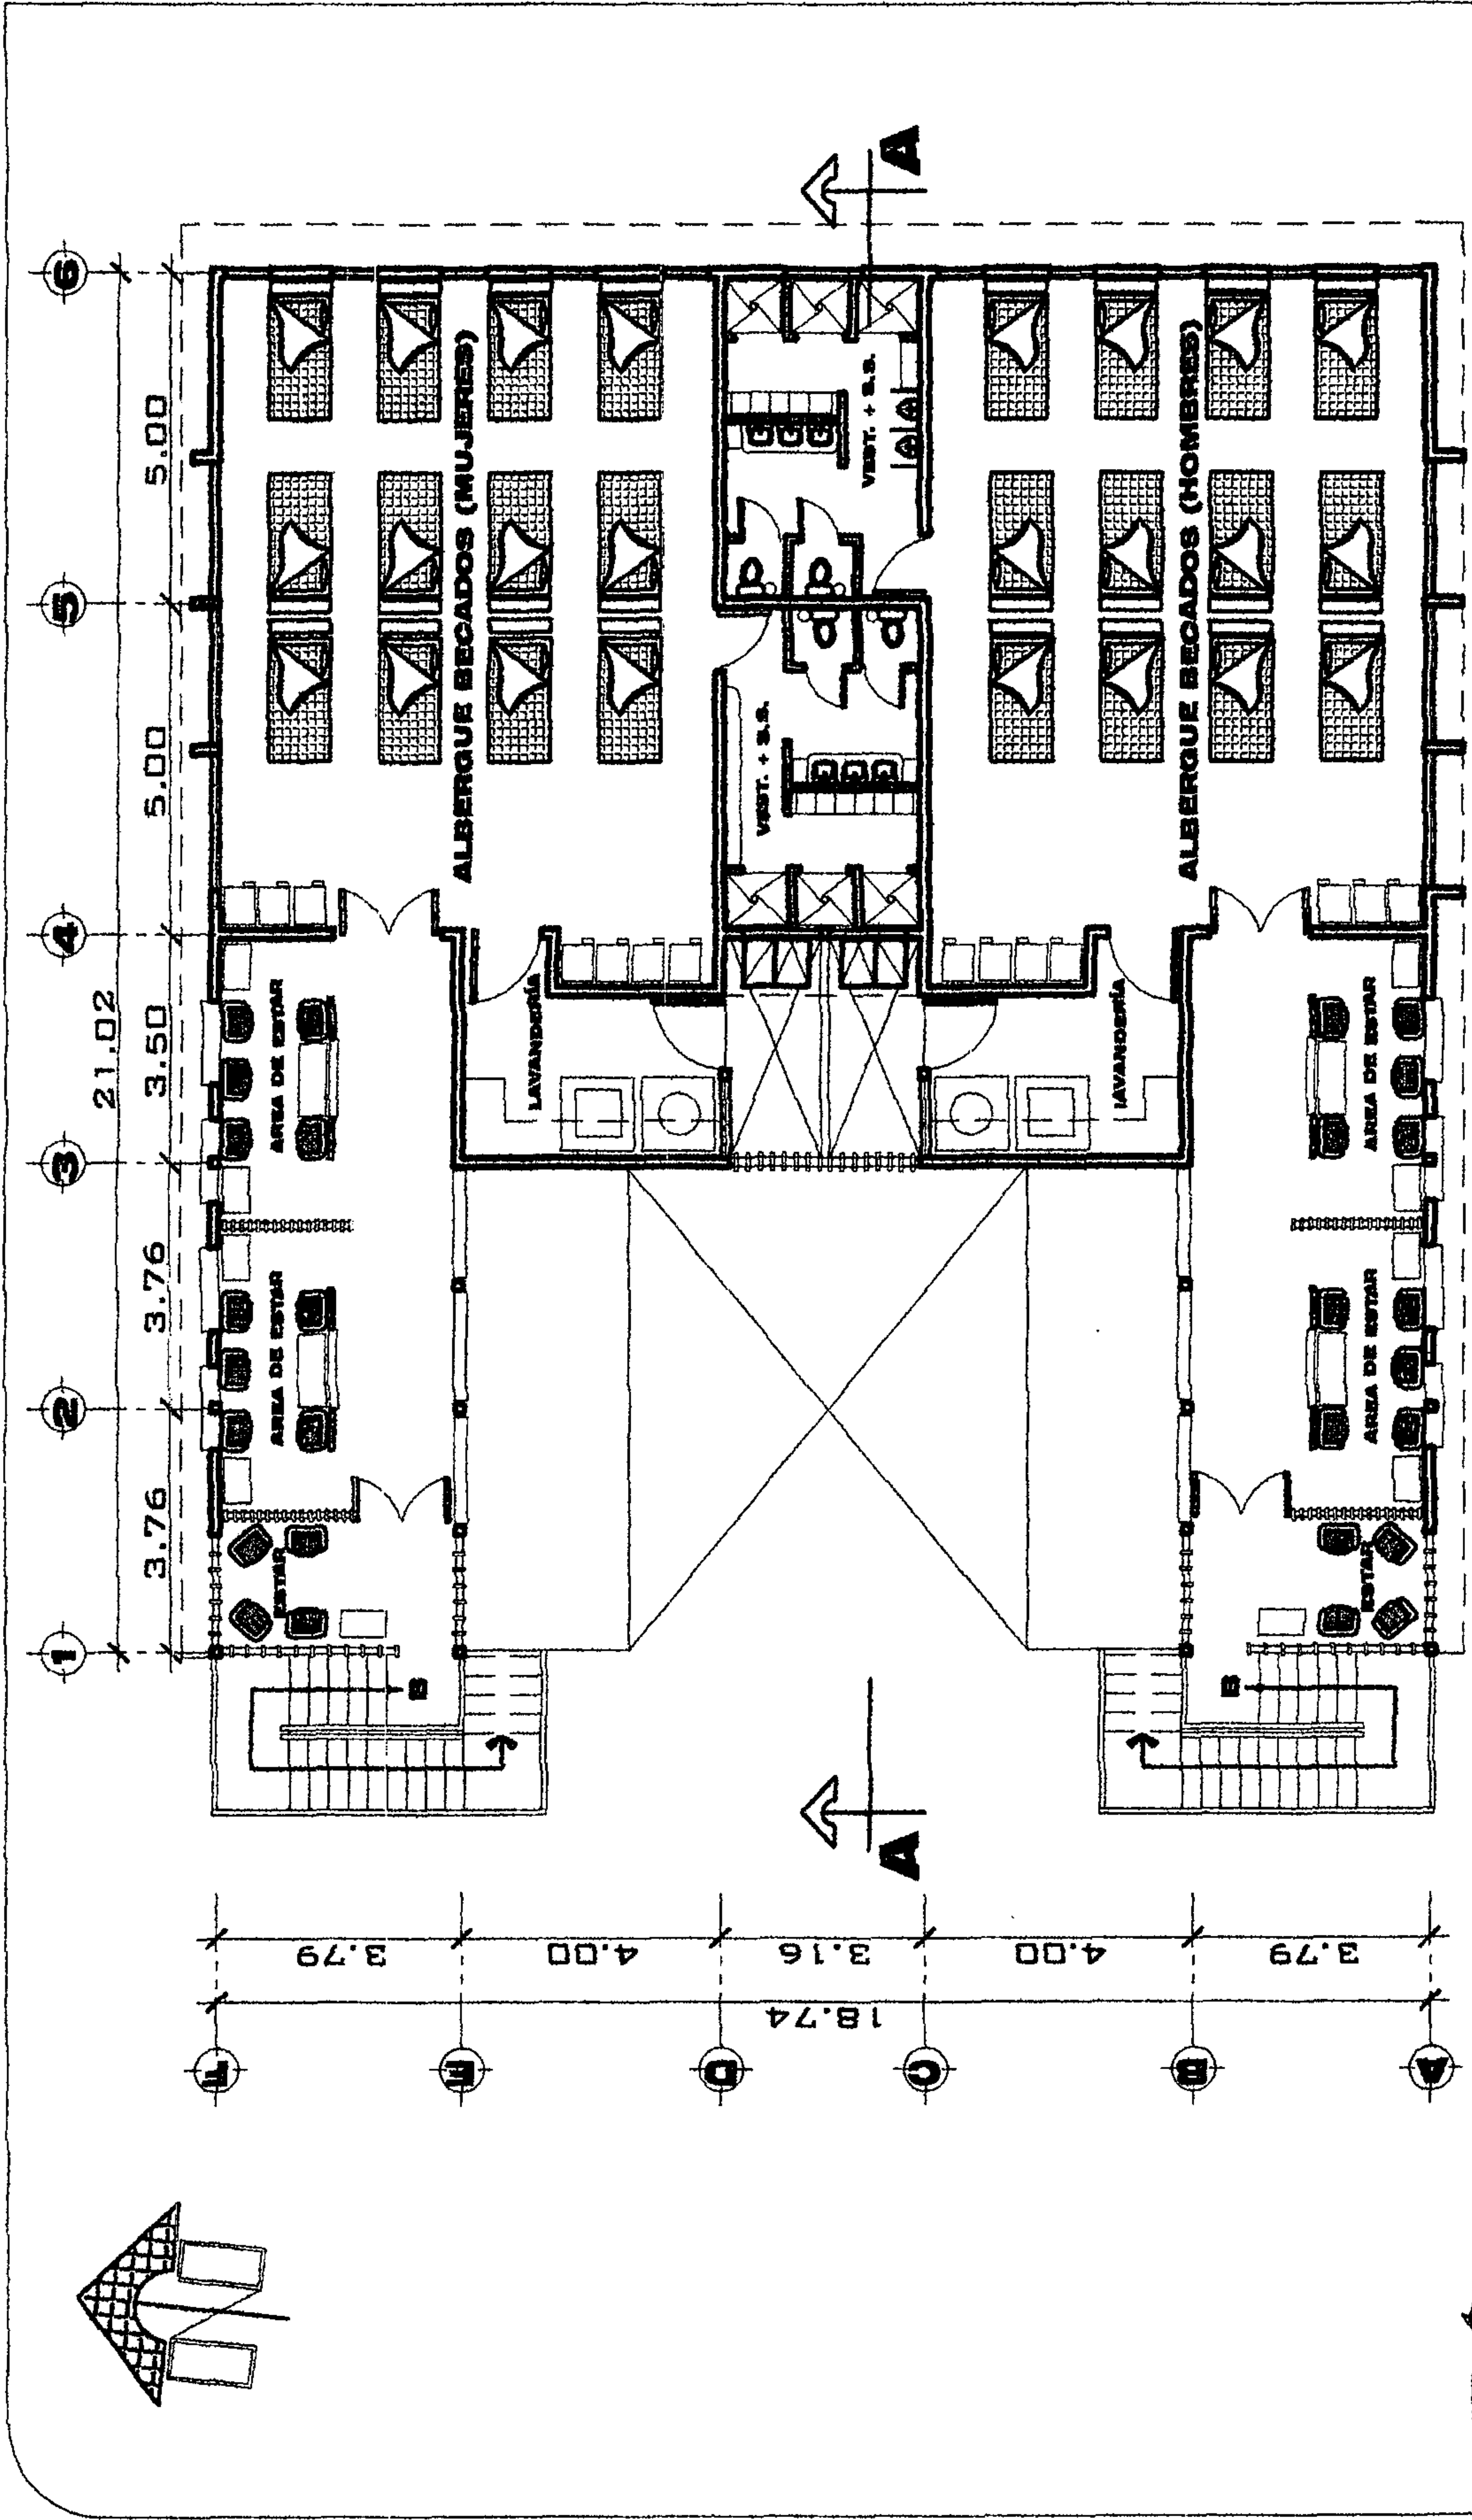 6
5
4
3
2
1
21.02
5.00
5.00
3.50
3.76
3.76
ALBERGUE BECADOS (MUJERES)
VEST. + S.S.
VEST. + S.S.
ALBERGUE BECADOS (HOMBRES)
A
AREA DE ESTAR
LAVANDERÍA
LAVANDERÍA
AREA DE ESTAR
AREA DE ESTAR
AREA DE ESTAR
ESTAR
ESTAR
B
B
A
3.79
4.00
3.16
4.00
3.79
18.74
F
E
D
C
B
A